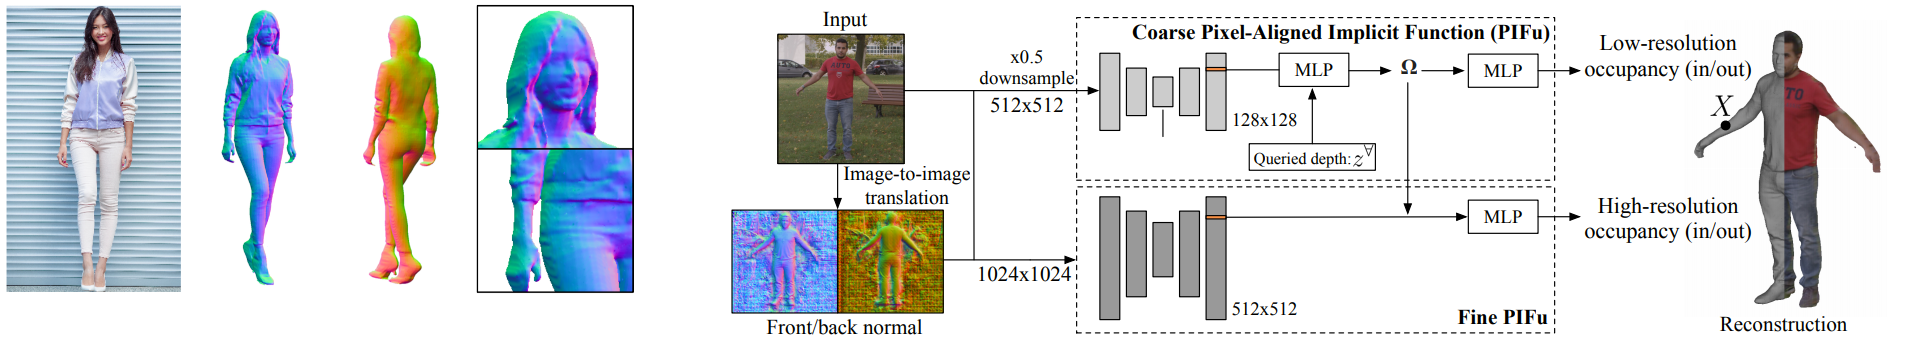 Input
Image-to-image
translation
Front/back normal
x0.5
downsample
512x512
1024x1024
Coarse Pixel-Aligned Implicit Function (PIFu)
128x128
MLP
Queried depth: z∀
Ω
MLP
Low-resolution
occupancy (in/out)
512x512
MLP
Fine PIFu
High-resolution
occupancy (in/out)
X
Reconstruction